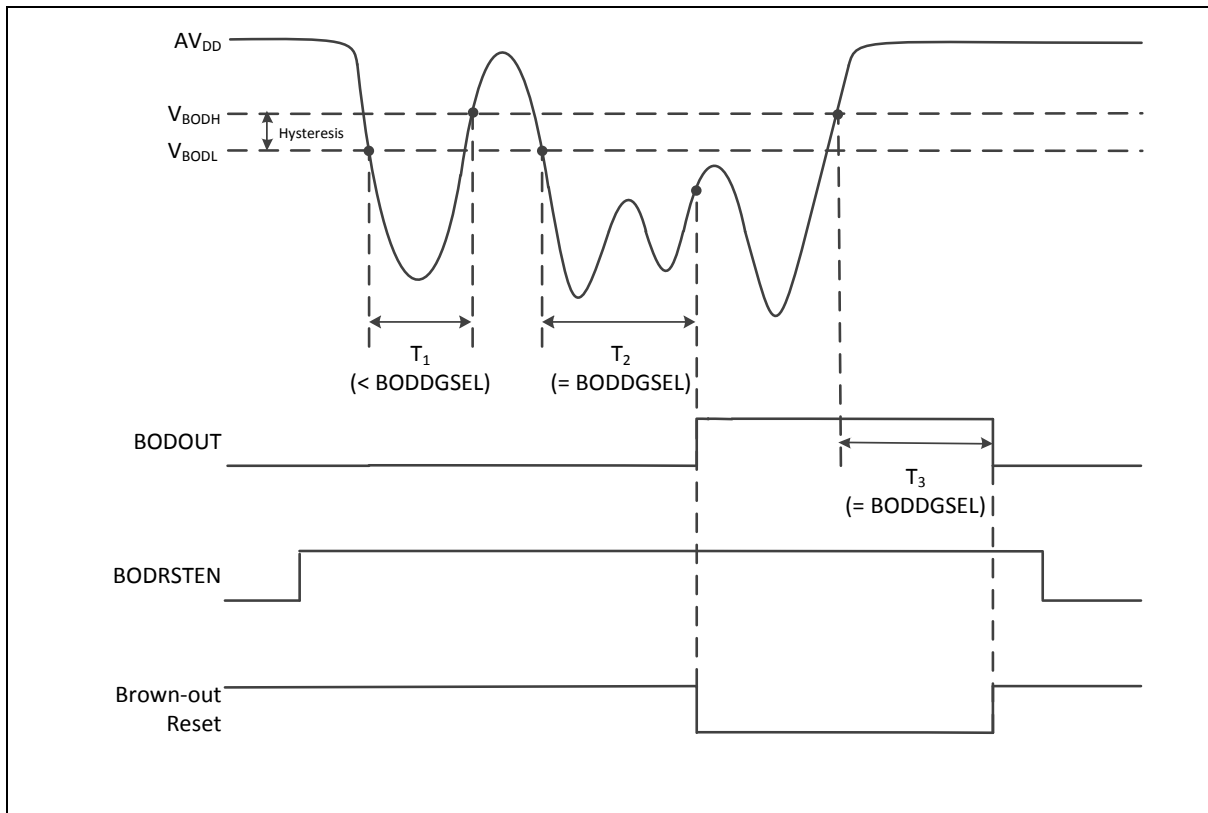 AVDD
VBODH
Hysteresis
VBODL
T1
(< BODDGSEL)
T2
(= BODDGSEL)
BODOUT
T3
(= BODDGSEL)
BODRSTEN
Brown-out
Reset